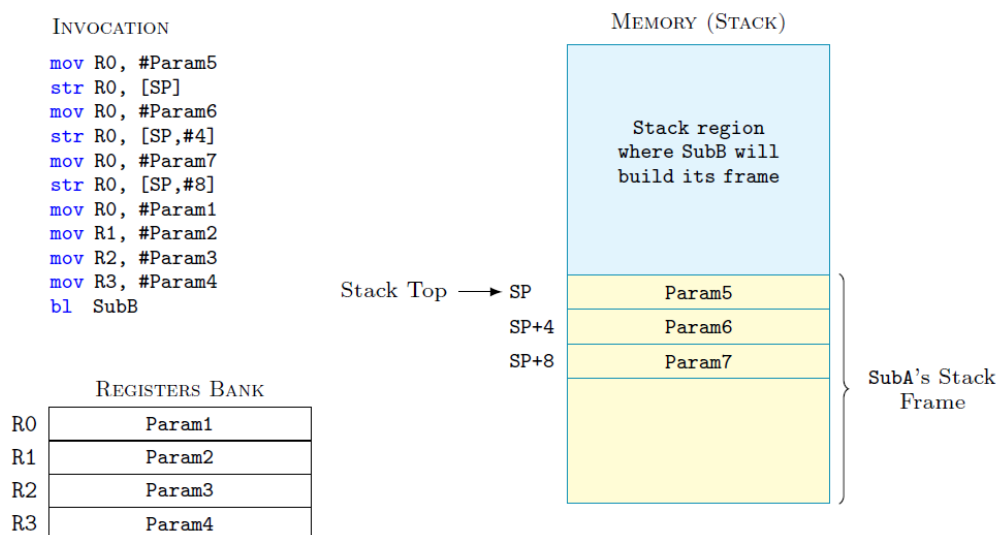 INVOCATION
mov R0, #Param5
str R0, [SP]
mov R0, #Param6
str R0, [SP,#4]
mov R0, #Param7
str R0, [SP,#8]
mov R0, #Param1
mov R1, #Param2
mov R2, #Param3
mov R3, #Param4
bl SubB
REGISTERS BANK
R0 Param1
R1 Param2
R2 Param3
R3 Param4
MEMORY (STACK)
Stack region
where SubB will
build its frame
Stack Top SP Param5
SP+4 Param6
SP+8 Param7
SubA's Stack
Frame